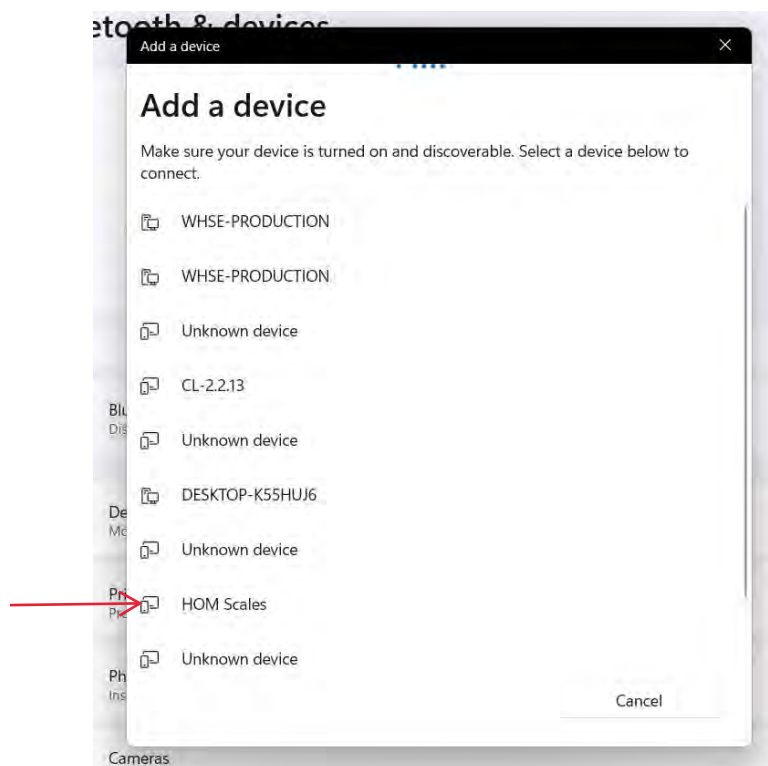 Add a device
Add a device
Make sure your device is turned on and discoverable. Select a device below to
connect.
WHSE-PRODUCTION
WHSE-PRODUCTION
Unknown device
CL-2.2.13
Unknown device
DESKTOP-K55HUJ6
Unknown device
HOM Scales
Unknown device
Cancel
Cameras